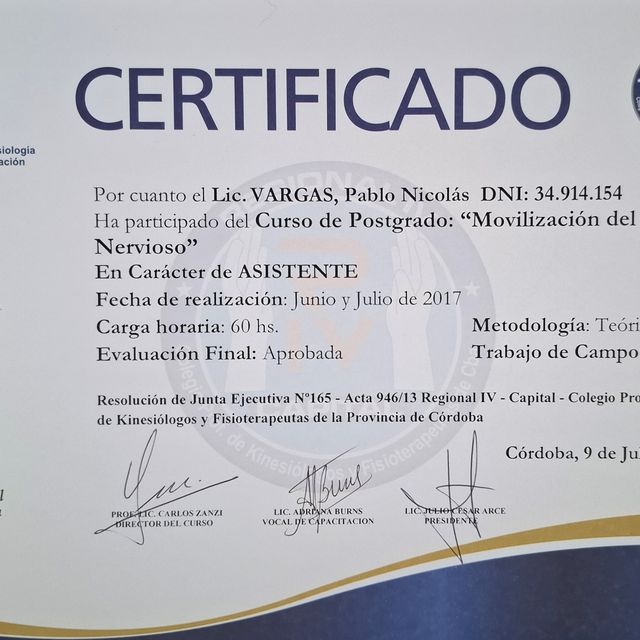 CERTIFICADO
siología
ación
Por cuanto el Lic. VARGAS, Pablo Nicolás DNI: 34.914.154
Ha participado del Curso de Postgrado: “Movilización del
Nervioso”
En Carácter de ASISTENTE
Fecha de realización: Junio y Julio de 2017
Carga horaria: 60 hs.
Metodología: Teóri
Evaluación Final: Aprobada
Trabajo de Campo
Resolución de Junta Ejecutiva Nº165 - Acta 946/13 Regional IV - Capital - Colegio Pro
de Kinesiólogos y Fisioterapeutas de la Provincia de Córdoba
Córdoba, 9 de Jul
PROF. LIC. CARLOS ZANZI
DIRECTOR DEL CURSO
LIC. ADRIANA BURNS
VOCAL DE CAPACITACION
LIC. JULIO CESAR ARCE
PRESIDENTE